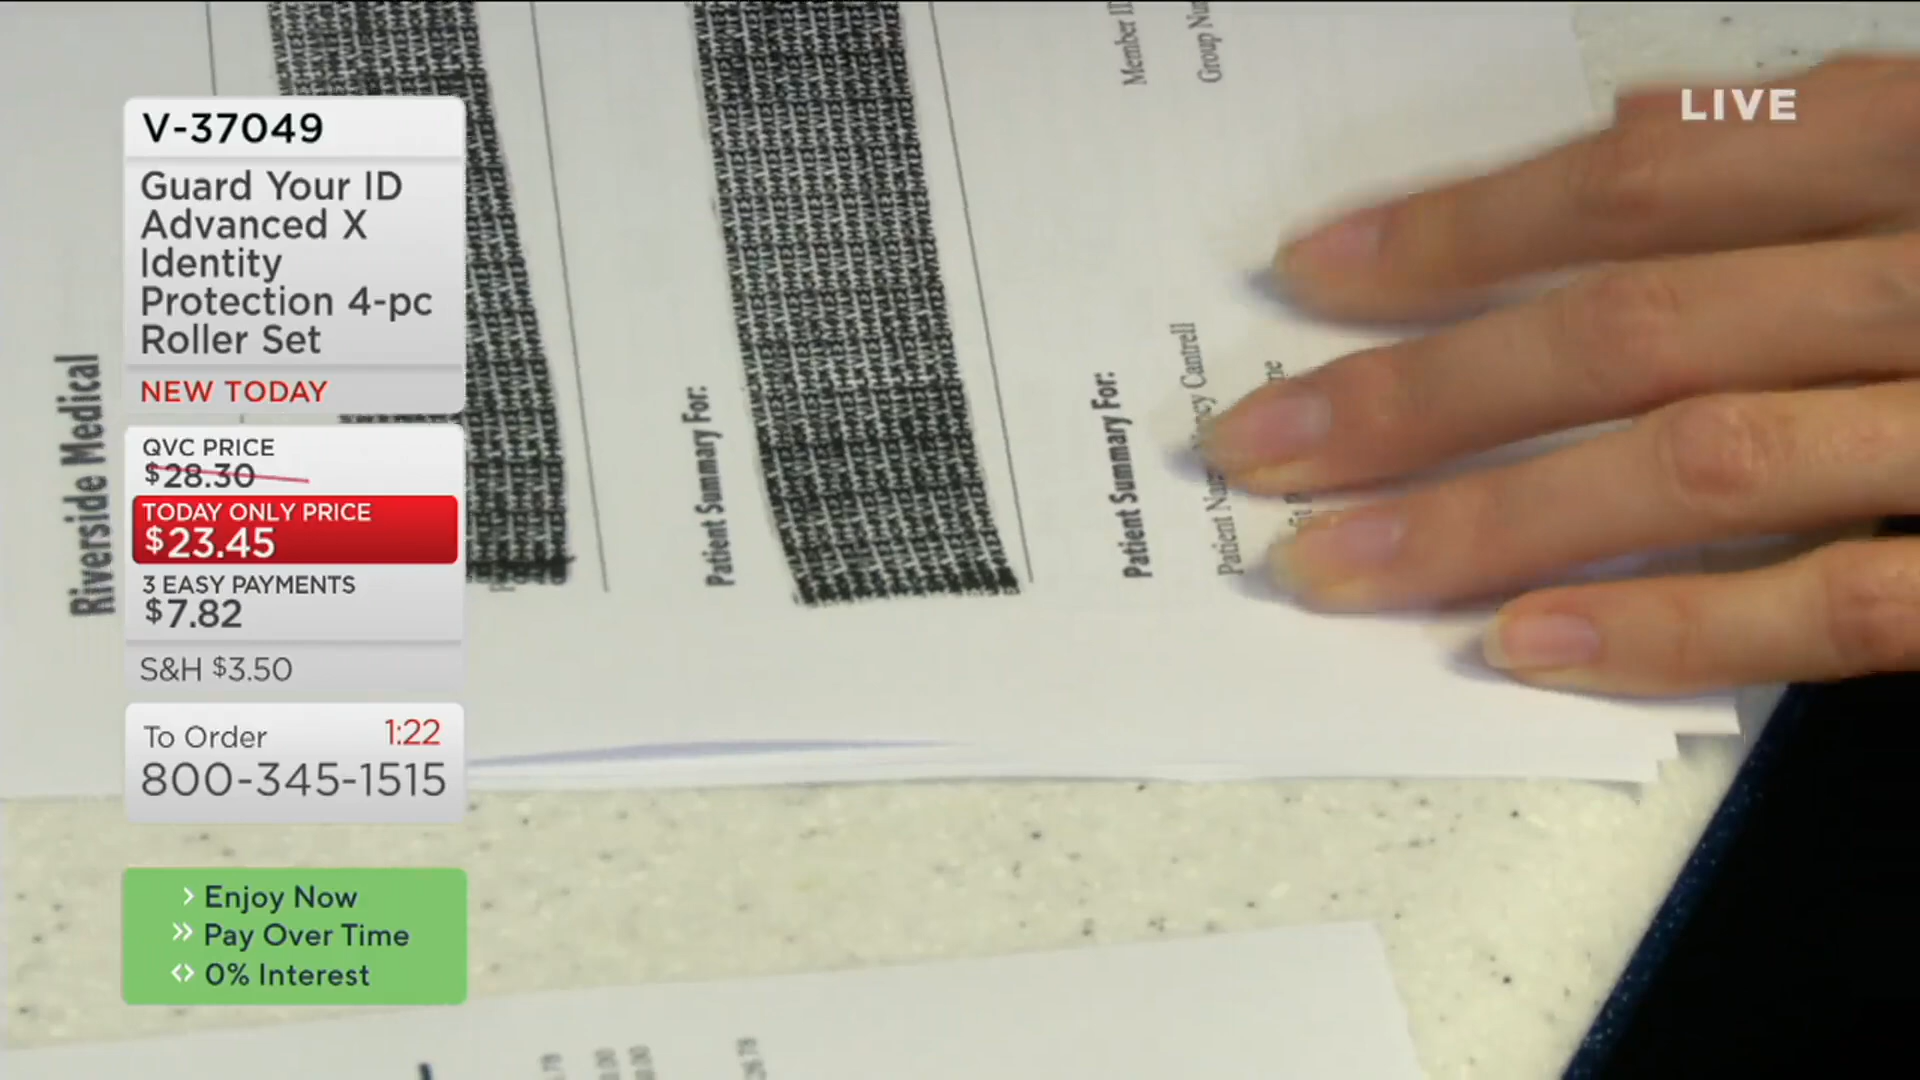 LIVE
V-37049
Guard Your ID
Advanced X
Identity
Protection 4-pc
Roller Set
NEW TODAY
QVC PRICE
$28.30
TODAY ONLY PRICE
$23.45
3 EASY PAYMENTS
$7.82
S&H $3.50
To Order 1:22
800-345-1515
> Enjoy Now
>> Pay Over Time
<> 0% Interest
Riverside Medical
Patient Summary For:
Patient Summary For:
Cantrell
Patient
Member
Group